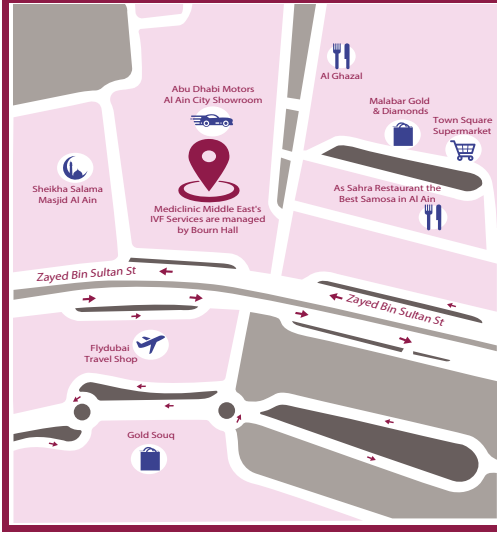 Al Ghazal
Abu Dhabi Motors
Al Ain City Showroom
Malabar Gold
& Diamonds
Town Square
Supermarket
Sheikha Salama
Masjid Al Ain
As Sahra Restaurant the
Best Samosa in Al Ain
Mediclinic Middle East's
IVF Services are managed
by Bourn Hall
Zayed Bin Sultan St
Zayed Bin Sultan St
Flydubai
Travel Shop
Gold Souq